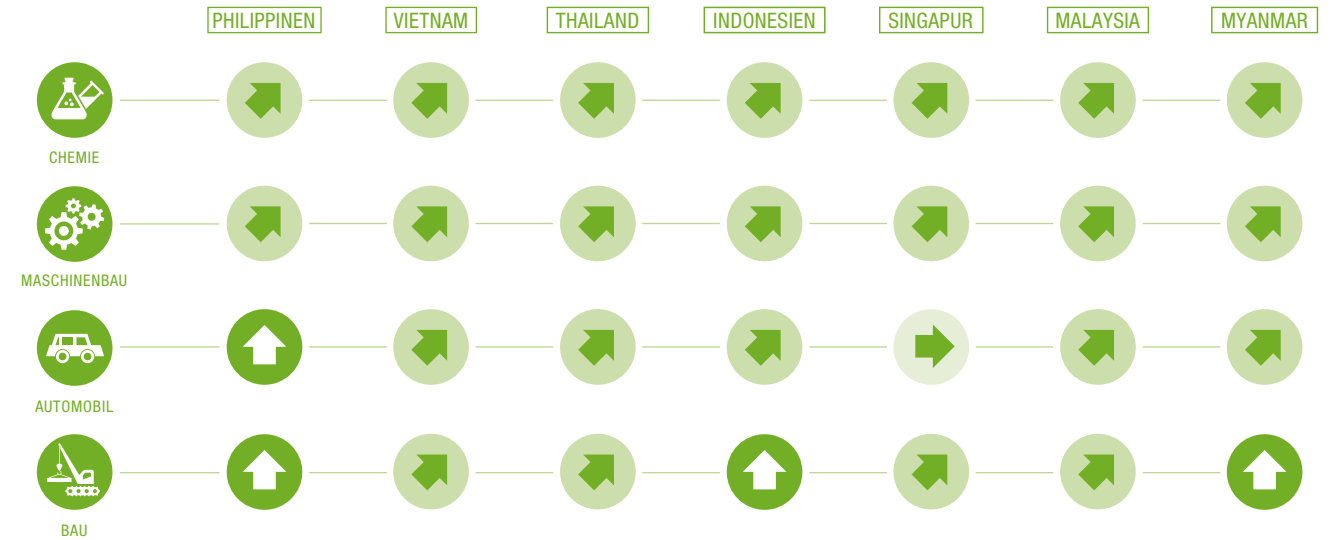 PHILIPPINEN
VIETNAM
THAILAND
INDONESIEN
SINGAPUR
MALAYSIA
MYANMAR
CHEMIE
MASCHINENBAU
AUTOMOBIL
BAU